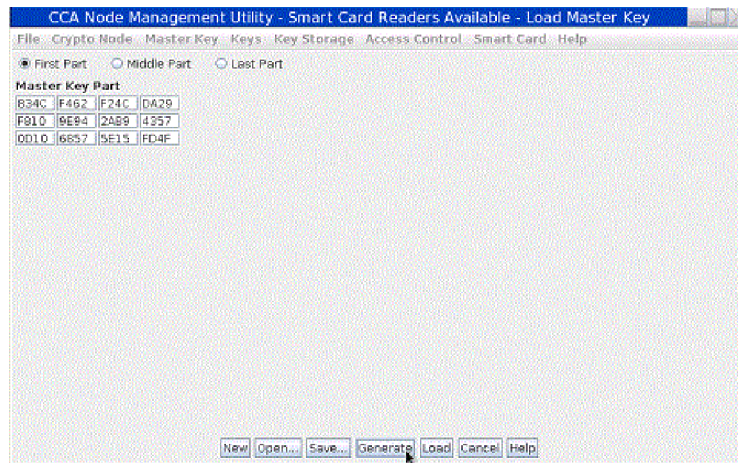 CCA Node Management Utility - Smart Card Readers Available - Load Master Key
File Crypto Node Master Key Keys Key Storage Access Control Smart Card Help
First Part Middle Part Last Part
Master Key Part
B34C F462 F24C DA29
F810 9E94 2AB9 4357
0D10 6857 5E15 FD4F
New Open... Save... Generate Load Cancel Help